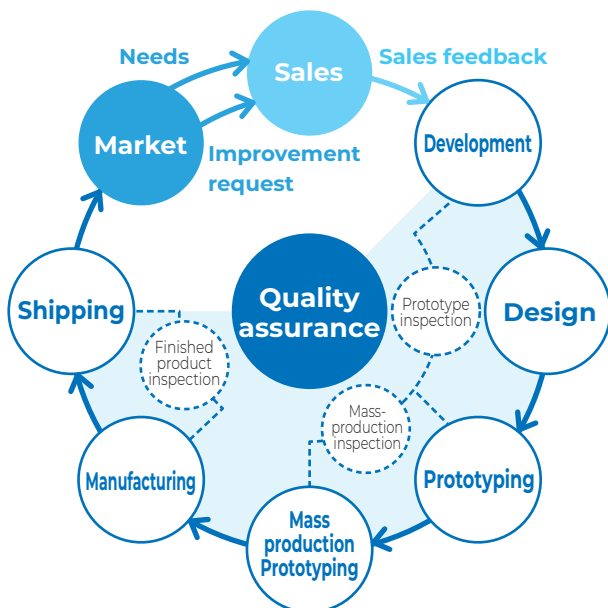 Needs
Sales
Sales feedback
Market
Improvement
request
Development
Shipping
Quality
assurance
Prototype
inspection
Design
Finished
product
inspection
Mass-
production
inspection
Manufacturing
Prototyping
Mass
production
Prototyping